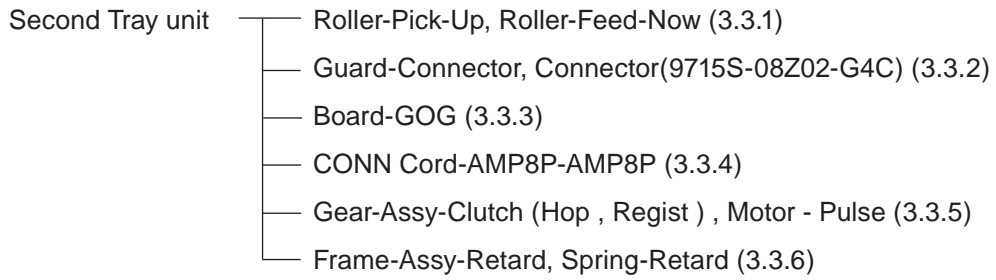 Second Tray unit Roller-Pick-Up, Roller-Feed-Now (3.3.1)
Guard-Connector, Connector(9715S-08Z02-G4C) (3.3.2)
Board-GOG (3.3.3)
CONN Cord-AMP8P-AMP8P (3.3.4)
Gear-Assy-Clutch (Hop , Regist ) , Motor - Pulse (3.3.5)
Frame-Assy-Retard, Spring-Retard (3.3.6)